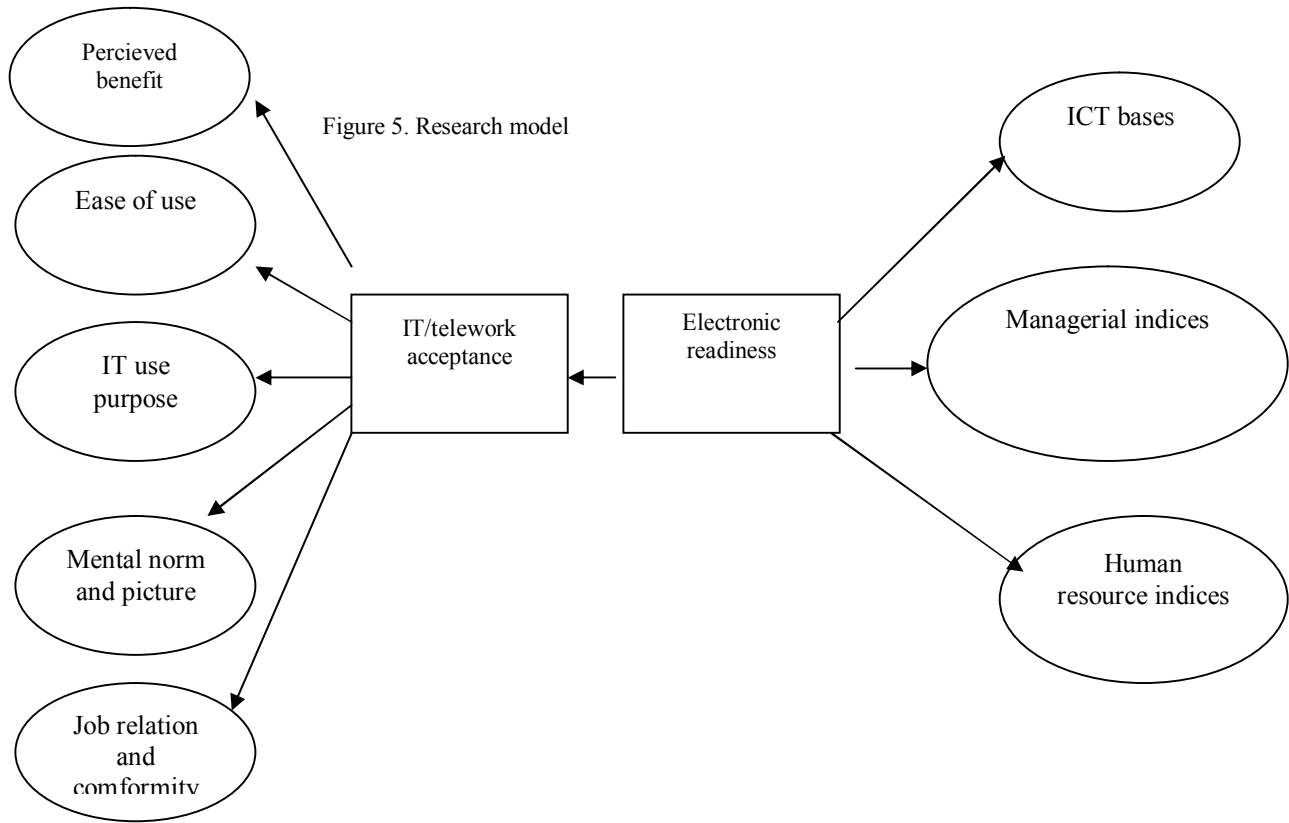 Percieved
benefit
Figure 5. Research model
ICT bases
Ease of use
Managerial indices
IT/telework
acceptance
Electronic
readiness
IT use
purpose
Mental norm
and picture
Human
resource indices
Job relation
and
comformity